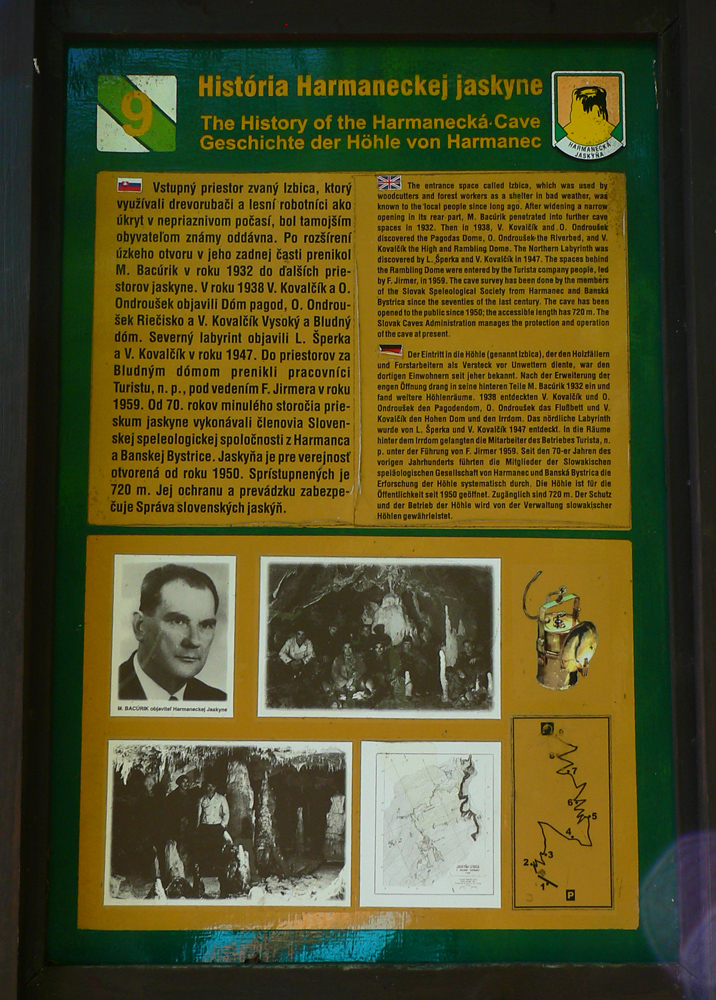 9
História Harmaneckej jaskyne
The History of the Harmanecká Cave
Geschichte der Höhle von Harmanec
HARMANECKÁ
JASKYŇA
Vstupný priestor zvaný Izbica, ktorý
využívali drevorubači a lesní robotníci ako
úkryt v nepriaznivom počasí, bol tamojším
obyvateľom známy oddávna. Po rozšírení
úzkeho otvoru v jeho zadnej časti prenikol
M. Bacúrik v roku 1932 do ďalších prie-
storov jaskyne. V roku 1938 V. Kovalčík a O.
Ondroušek objavili Dóm pagod, O. Ondrou-
šek Riečisko a V. Kovalčík Vysoký a Bludný
dóm. Severný labyrint objavili L. Šperka
a V. Kovalčík v roku 1947. Do priestorov za
Bludným dómom prenikli pracovníci
Turistu, n. p., pod vedením F. Jirmera v roku
1959. Od 70. rokov minulého storočia prie-
skum jaskyne vykonávali členovia Sloven-
skej speleologickej spoločnosti z Harmanca
a Banskej Bystrice. Jaskyňa je pre verejnosť
otvorená od roku 1950. Sprístupnených je
720 m. Jej ochranu a prevádzku zabezpe-
čuje Správa slovenských jaskýň.
The entrance space called Izbica, which was used by
woodcutters and forest workers as a shelter in bad weather, was
known to the local people since long ago. After widening a narrow
opening in its rear part, M. Bacúrik penetrated into further cave
spaces in 1932. Then in 1938, V. Kovalčík and O. Ondroušek
discovered the Pagodas Dome, O. Ondroušek the Riverbed, and V.
Kovalčík the High and Rambling Dome. The Northern Labyrinth was
discovered by L. Šperka and V. Kovalčík in 1947. The spaces behind
the Rambling Dome were entered by the Turista company people, led
by F. Jirmer, in 1959. The cave survey has been done by the members
of the Slovak Speleological Society from Harmanec and Banská
Bystrica since the seventies of the last century. The cave has been
opened to the public since 1950; the accessible length has 720 m. The
Slovak Caves Administration manages the protection and operation
of the cave at present.
Der Eintritt in die Höhle (genannt Izbica), der den Holzfällern
und Forstarbeitern als Versteck vor Unwettern diente, war den
dortigen Einwohnern seit jeher bekannt. Nach der Erweiterung der
engen Öffnung drang in seine hinteren Teile M. Bacúrik 1932 ein und
fand weitere Höhlenräume. 1938 entdeckten V. Kovalčík und O.
Ondroušek den Pagodendom, O. Ondroušek das Flußbett und V.
Kovalčík den Hohen Dom und den Irrdom. Das nördliche Labyrinth
wurde von L. Šperka und V. Kovalčík 1947 entdeckt. In die Räume
hinter dem Irrdom gelangten die Mitarbeiter des Betriebes Turista, n.
p. unter der Führung von F. Jirmer 1959. Seit den 70-er Jahren des
vorigen Jahrhunderts führten die Mitglieder der Slowakischen
speläologischen Gesellschaft von Harmanec und Banská Bystrica die
Erforschung der Höhle systematisch durch. Die Höhle ist für die
Öffentlichkeit seit 1950 geöffnet. Zugänglich sind 720 m. Der Schutz
und der Betrieb der Höhle wird von der Verwaltung slowakischer
Höhlen gewährleistet.
M. BACÚRIK objaviteľ Harmaneckej Jaskyne
9
8
7
6
5
4
3
2
1
P